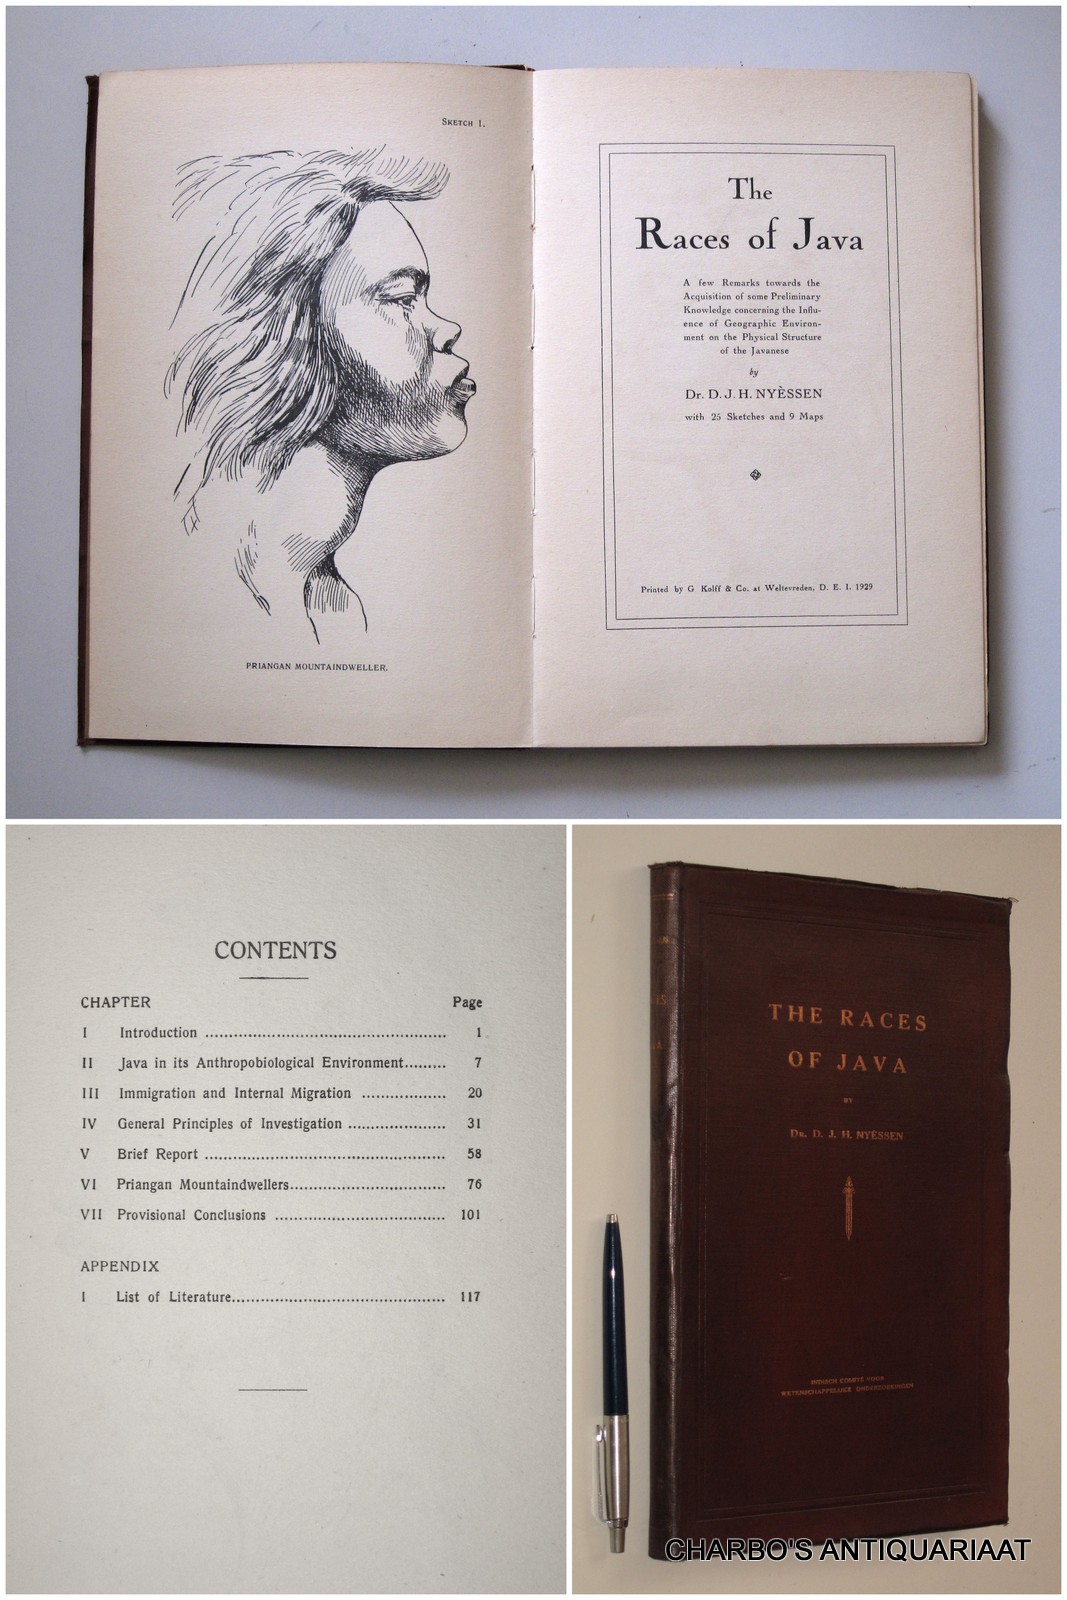 SKETCH 1.
PRIANGAN MOUNTAINDWELLER.
The
Races of Java
A few Remarks towards the
Acquisition of some Preliminary
Knowledge concerning the Influ-
ence of Geographic Environ-
ment on the Physical Structure
of the Javanese
by
Dr. D. J. H. NYÈSSEN
with 25 Sketches and 9 Maps
Printed by G Kolff & Co. at Weltevreden, D. E. I. 1929
CONTENTS
CHAPTER Page
I Introduction 1
II Java in its Anthropobiological Environment 7
III Immigration and Internal Migration 20
IV General Principles of Investigation 31
V Brief Report 58
VI Priangan Mountaindwellers 76
VII Provisional Conclusions 101
APPENDIX
I List of Literature 117
THE RACES
OF JAVA
BY
DR. D. J. H. NYÈSSEN
INDISCH COMITÉ VOOR
WETENSCHAPPELIJKE ONDERZOEKINGEN
CHARBO'S ANTIQUARIAAT